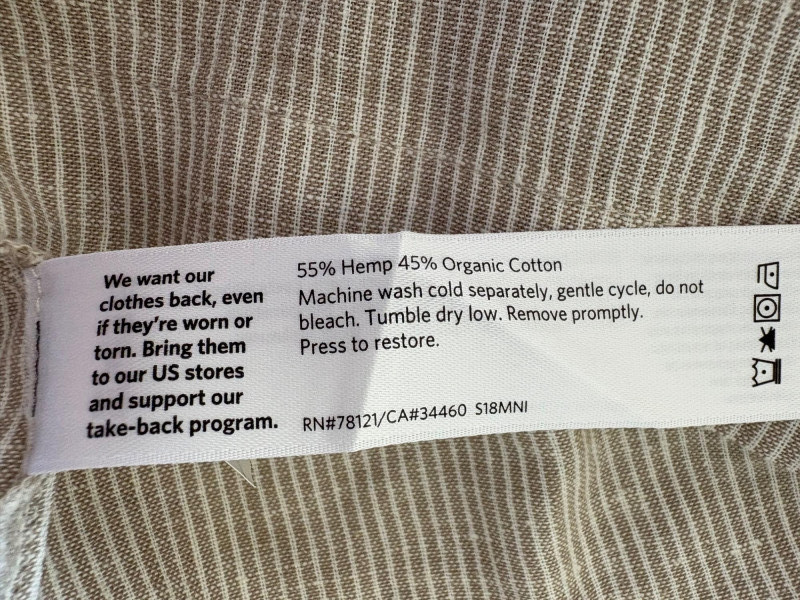 We want our
clothes back, even
if they're worn or
torn. Bring them
to our US stores
and support our
take-back program.
55% Hemp 45% Organic Cotton
Machine wash cold separately, gentle cycle, do not
bleach. Tumble dry low. Remove promptly.
Press to restore.
RN#78121/CA#34460 S18MNI